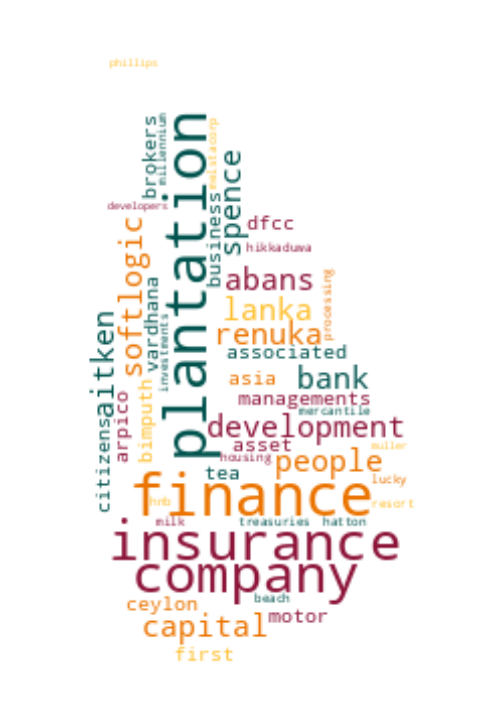 phillips
brokers
millennium
plantation
meistacorp
developers
business
spence
softlogic
dfcc
hikkaduwa
vardhana
abans
processing
investments
lanka
renuka
aitken
associated
asia
bank
bimputh
arpico
citizens
managements
mercantile
development
asset
muller
housing
people
tea
lucky
finance
hnb
resort
milk
treasuries
hatton
insurance
company
beach
ceylon
motor
capital
first